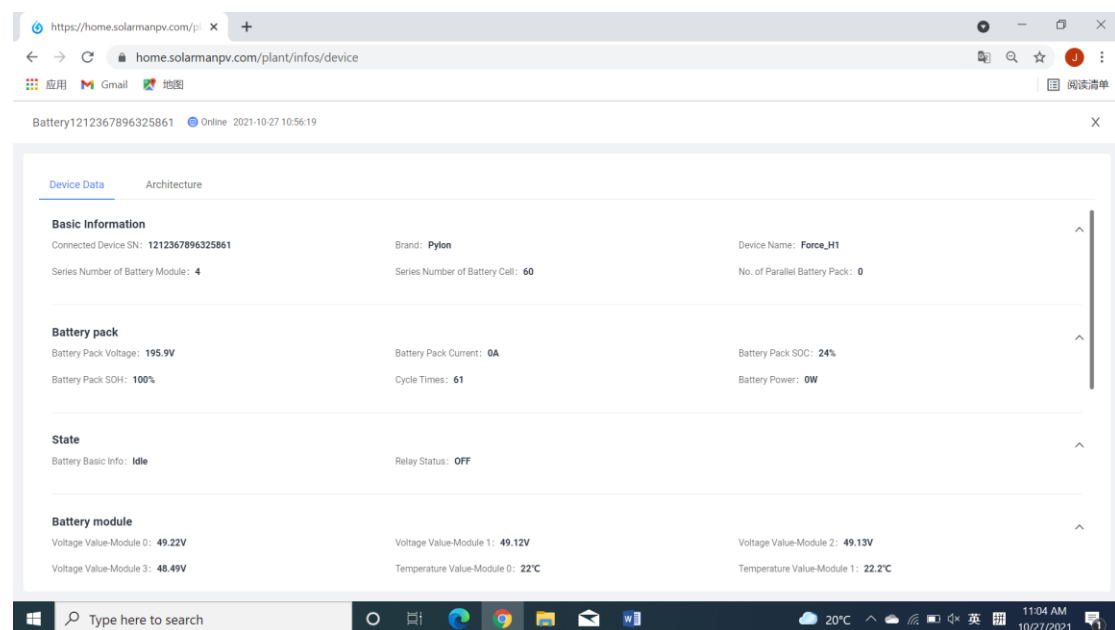 https://home.solarmanpv.com/pl
home.solarmanpv.com/plant/infos/device
J
应用 Gmail 地图 阅读清单
Battery1212367896325861 Online 2021-10-27 10:56:19
Device Data Architecture
Basic Information
Connected Device SN: 1212367896325861 Brand: Pylon Device Name: Force_H1
Series Number of Battery Module: 4 Series Number of Battery Cell: 60 No. of Parallel Battery Pack: 0
Battery pack
Battery Pack Voltage: 195.9V Battery Pack Current: 0A Battery Pack SOC: 24%
Battery Pack SOH: 100% Cycle Times: 61 Battery Power: 0W
State
Battery Basic Info: Idle Relay Status: OFF
Battery module
Voltage Value-Module 0: 49.22V Voltage Value-Module 1: 49.12V Voltage Value-Module 2: 49.13V
Voltage Value-Module 3: 48.49V Temperature Value-Module 0: 22℃ Temperature Value-Module 1: 22.2℃
Type here to search 20°C 英 拼 11:04 AM
10/27/2021 1